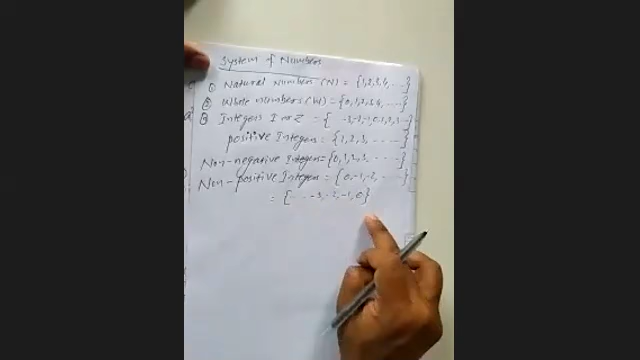 System of Numbers
① Natural numbers (N) = {1,2,3,4, ....}
② Whole numbers (W) = {0,1,2,3,4, .....}
③ Integers I or Z = { -3,-2,-1,0,1,2,3...
positive Integers = {1,2,3, ......}
Non-negative Integers = {0,1,2,3, ......}
Non-positive Integers = {0,-1,-2, ......}
= {.... -3,-2,-1,0}